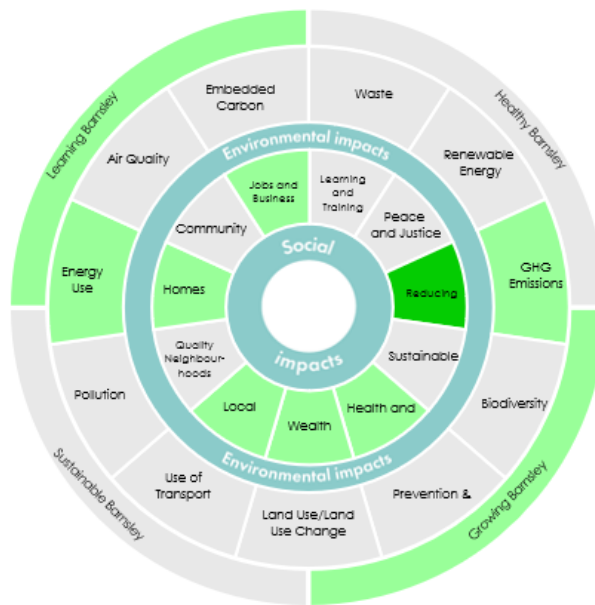 Learning Barnsley
Healthy Barnsley
Growing Barnsley
Sustainable Barnsley
Environmental impacts
Embedded
Carbon
Waste
Renewable
Energy
GHG
Emissions
Biodiversity
Prevention &
Land Use/Land
Use Change
Use of
Transport
Pollution
Energy
Use
Air Quality
Environmental impacts
Social
impacts
Jobs and
Business
Learning
and
Training
Peace
and Justice
Reducing
Sustainable
Health and
Wealth
Local
Quality
Neighbour-
hoods
Homes
Community